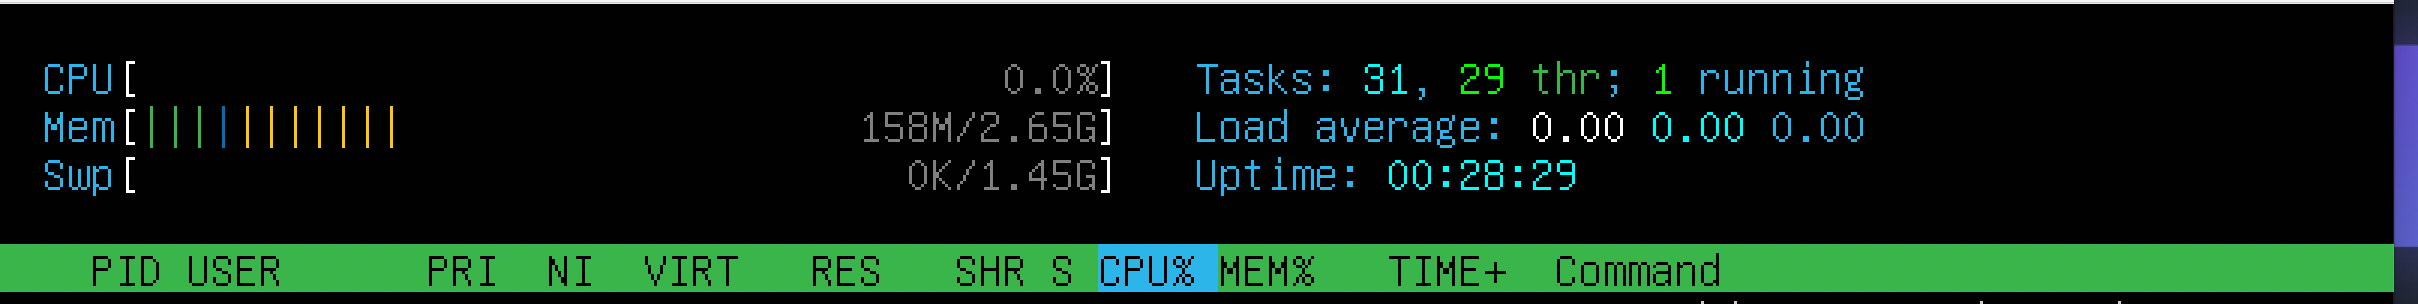 CPU[ 0.0%] Tasks: 31, 29 thr; 1 running
Mem[||||||||||| 158M/2.65G] Load average: 0.00 0.00 0.00
Swp[ 0K/1.45G] Uptime: 00:28:29
PID USER PRI NI VIRT RES SHR S CPU% MEM% TIME+ Command